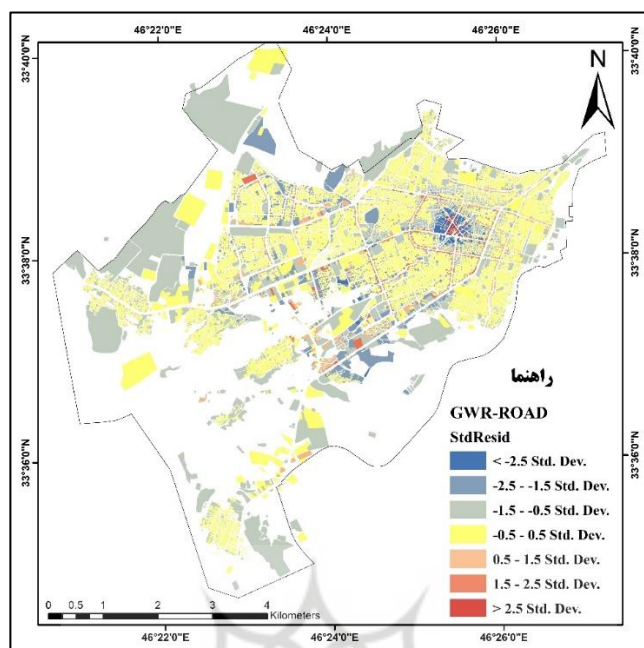 46°22'0"E 46°24'0"E 46°26'0"E
33°40'0"N 33°40'0"N
N
33°38'0"N 33°38'0"N
راهنما
GWR-ROAD
StdResid
< -2.5 Std. Dev.
-2.5 - -1.5 Std. Dev.
-1.5 - -0.5 Std. Dev.
-0.5 - 0.5 Std. Dev.
0.5 - 1.5 Std. Dev.
1.5 - 2.5 Std. Dev.
> 2.5 Std. Dev.
33°36'0"N 33°36'0"N
0 0.5 1 2 3 4
Kilometers
46°22'0"E 46°24'0"E 46°26'0"E